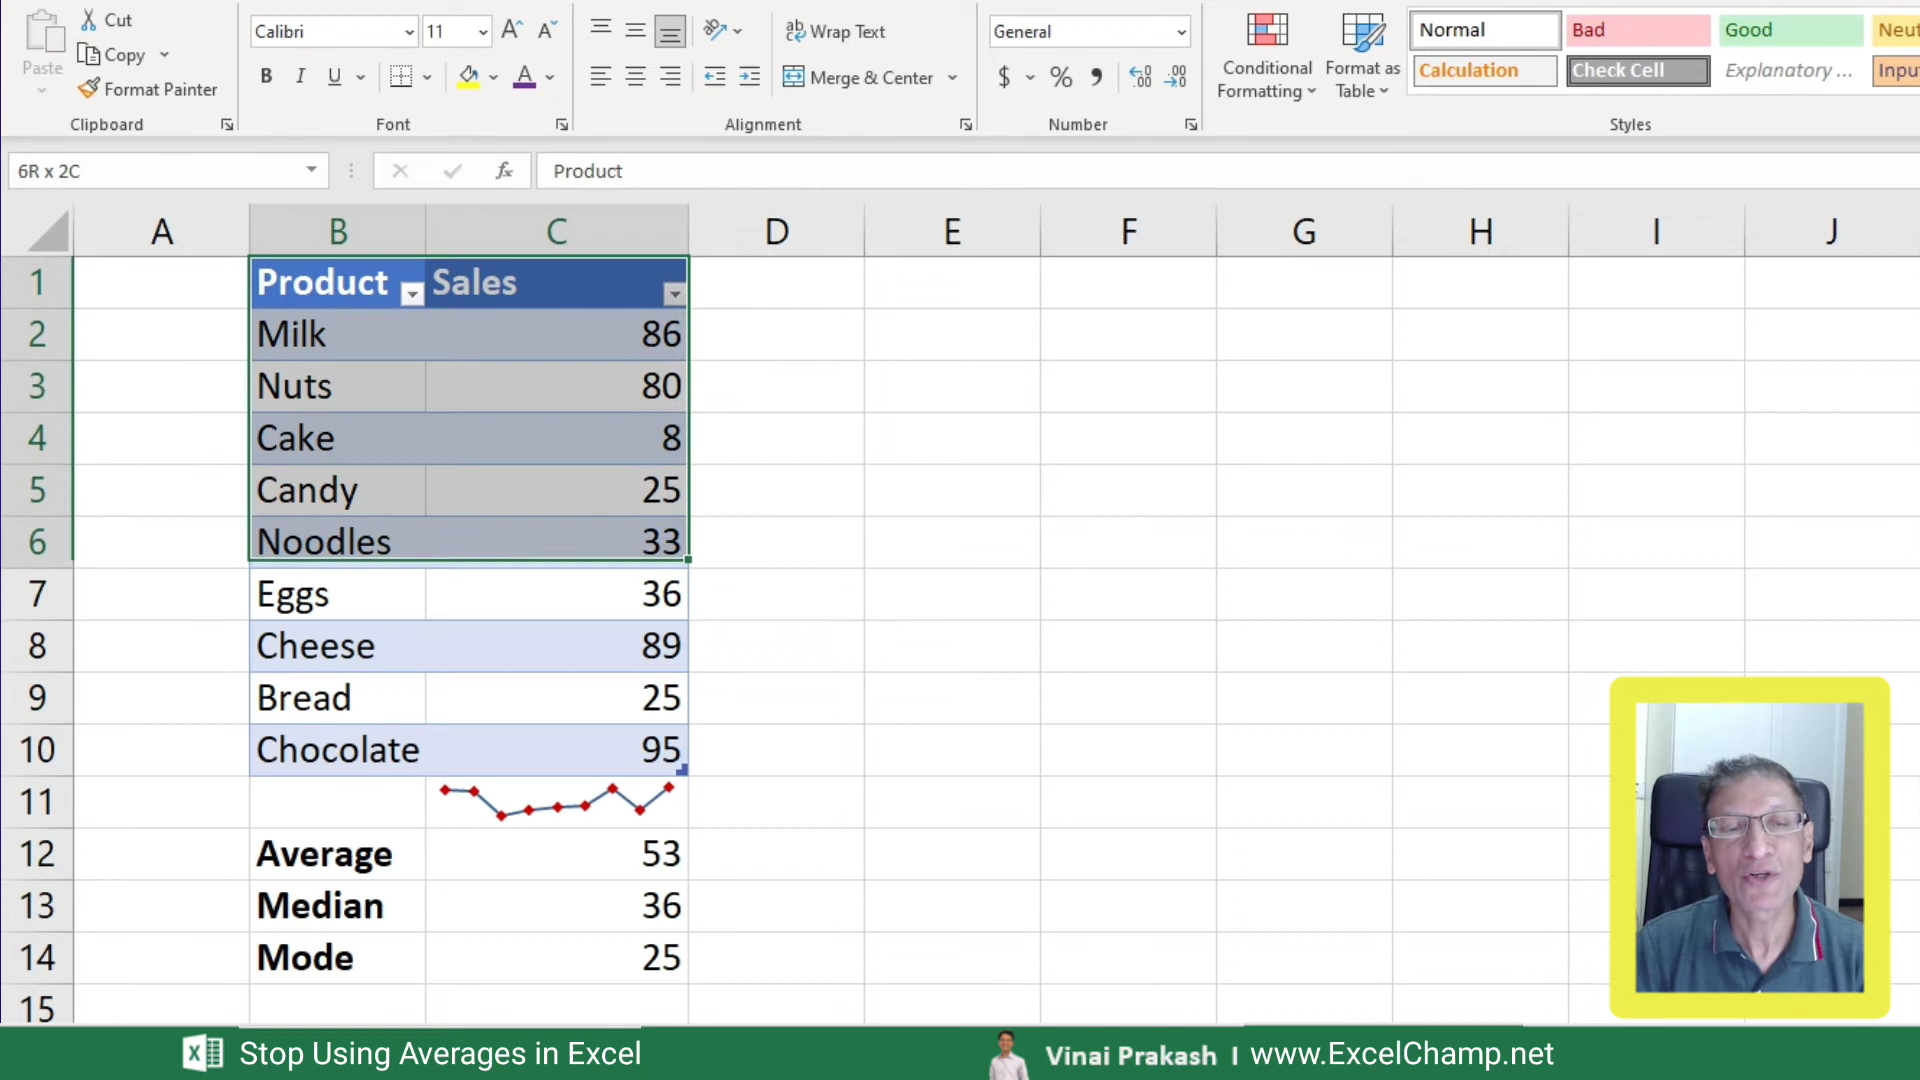 Cut
Copy
Format Painter
Paste
Clipboard
Calibri
11
A A
B I U A
Font
Wrap Text
Merge & Center
Alignment
General
$ %
Number
Conditional Formatting
Format as Table
Normal
Bad
Good
Calculation
Check Cell
Explanatory ...
Styles
6R x 2C
fx
Product
A B C D E F G H I J
1 Product Sales
2 Milk 86
3 Nuts 80
4 Cake 8
5 Candy 25
6 Noodles 33
7 Eggs 36
8 Cheese 89
9 Bread 25
10 Chocolate 95
11
12 Average 53
13 Median 36
14 Mode 25
15
Stop Using Averages in Excel
Vinai Prakash I www.ExcelChamp.net